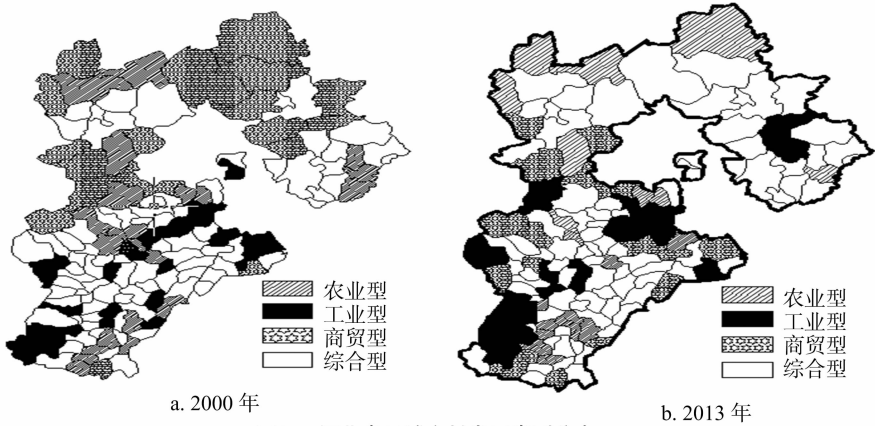 农业型
工业型
商贸型
综合型
a. 2000 年
农业型
工业型
商贸型
综合型
b. 2013 年